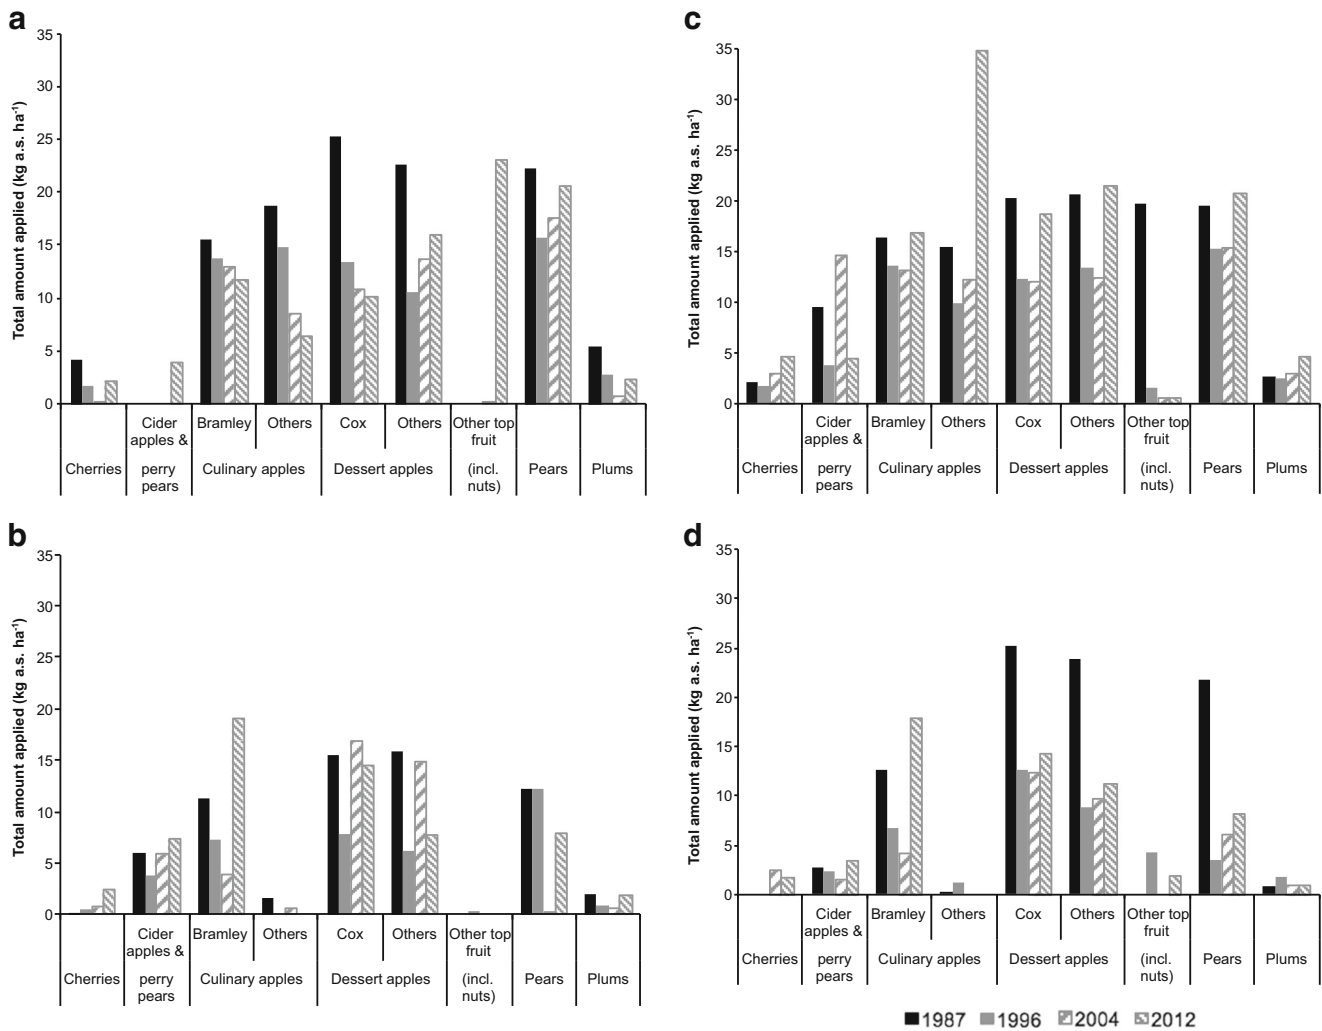 a
Total amount applied (kg a.s. ha-1)
35
30
25
20
15
10
5
0
Cider apples & Bramley Others Cox Others Other top fruit
Cherries perry pears Culinary apples Dessert apples (incl. nuts) Pears Plums
c
Total amount applied (kg a.s. ha-1)
35
30
25
20
15
10
5
0
Cider apples & Bramley Others Cox Others Other top fruit
Cherries perry pears Culinary apples Dessert apples (incl. nuts) Pears Plums
b
Total amount applied (kg a.s. ha-1)
35
30
25
20
15
10
5
0
Cider apples & Bramley Others Cox Others Other top fruit
Cherries perry pears Culinary apples Dessert apples (incl. nuts) Pears Plums
d
Total amount applied (kg a.s. ha-1)
35
30
25
20
15
10
5
0
Cider apples & Bramley Others Cox Others Other top fruit
Cherries perry pears Culinary apples Dessert apples (incl. nuts) Pears Plums
1987 1996 2004 2012